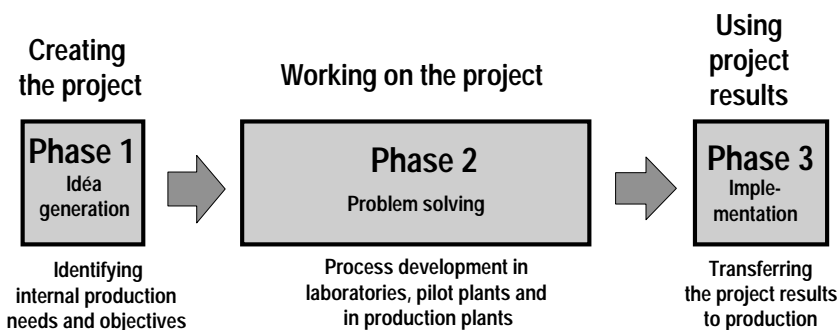 Creating
the project
Phase 1
Idéa
generation
Identifying
internal production
needs and objectives
Working on the project
Phase 2
Problem solving
Process development in
laboratories, pilot plants and
in production plants
Using
project
results
Phase 3
Imple-
mentation
Transferring
the project results
to production